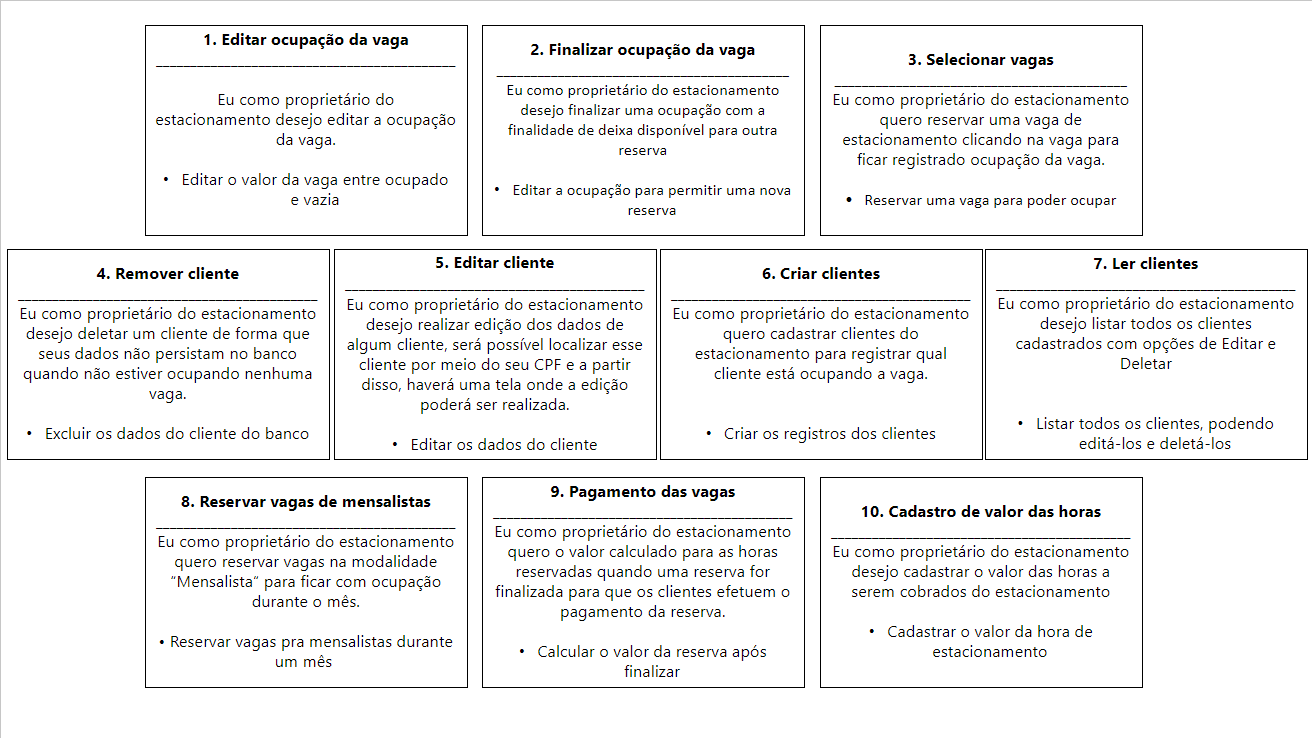 1. Editar ocupação da vaga
Eu como proprietário do
estacionamento desejo editar a ocupação
da vaga.
• Editar o valor da vaga entre ocupado
e vazia
2. Finalizar ocupação da vaga
Eu como proprietário do estacionamento
desejo finalizar uma ocupação com a
finalidade de deixa disponível para outra
reserva
• Editar a ocupação para permitir uma nova
reserva
3. Selecionar vagas
Eu como proprietário do estacionamento
quero reservar uma vaga de
estacionamento clicando na vaga para
ficar registrado ocupação da vaga.
• Reservar uma vaga para poder ocupar
4. Remover cliente
Eu como proprietário do estacionamento
desejo deletar um cliente de forma que
seus dados não persistam no banco
quando não estiver ocupando nenhuma
vaga.
• Excluir os dados do cliente do banco
5. Editar cliente
Eu como proprietário do estacionamento
desejo realizar edição dos dados de
algum cliente, será possível localizar esse
cliente por meio do seu CPF e a partir
disso, haverá uma tela onde a edição
poderá ser realizada.
• Editar os dados do cliente
6. Criar clientes
Eu como proprietário do estacionamento
quero cadastrar clientes do
estacionamento para registrar qual
cliente está ocupando a vaga.
• Criar os registros dos clientes
7. Ler clientes
Eu como proprietário do estacionamento
desejo listar todos os clientes
cadastrados com opções de Editar e
Deletar
• Listar todos os clientes, podendo
editá-los e deletá-los
8. Reservar vagas de mensalistas
Eu como proprietário do estacionamento
quero reservar vagas na modalidade
“Mensalista” para ficar com ocupação
durante o mês.
• Reservar vagas pra mensalistas durante
um mês
9. Pagamento das vagas
Eu como proprietário do estacionamento
quero o valor calculado para as horas
reservadas quando uma reserva for
finalizada para que os clientes efetuem o
pagamento da reserva.
• Calcular o valor da reserva após
finalizar
10. Cadastro de valor das horas
Eu como proprietário do estacionamento
desejo cadastrar o valor das horas a
serem cobrados do estacionamento
• Cadastrar o valor da hora de
estacionamento